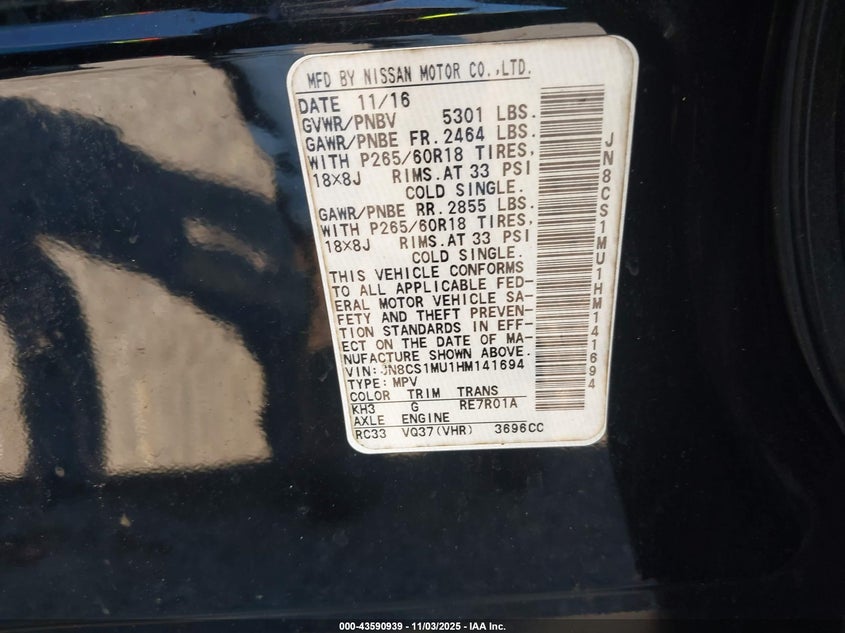 MFD BY NISSAN MOTOR CO.,LTD.
DATE 11/16
GVWR/PNBV 5301 LBS.
GAWR/PNBE FR. 2464 LBS.
WITH P265/60R18 TIRES,
18X8J RIMS.AT 33 PSI
COLD SINGLE.
GAWR/PNBE RR. 2855 LBS.
WITH P265/60R18 TIRES,
18X8J RIMS.AT 33 PSI
COLD SINGLE.
THIS VEHICLE CONFORMS
TO ALL APPLICABLE FED-
ERAL MOTOR VEHICLE SA-
FETY AND THEFT PREVEN-
TION STANDARDS IN EFF-
ECT ON THE DATE OF MA-
NUFACTURE SHOWN ABOVE.
VIN: JN8CS1MU1HM141694
TYPE: MPV
COLOR TRIM TRANS
KH3 G RE7R01A
AXLE ENGINE
RC33 VQ37(VHR) 3696CC
JN8CS1MU1HM141694
000-43590939 - 11/03/2025 - IAA Inc.